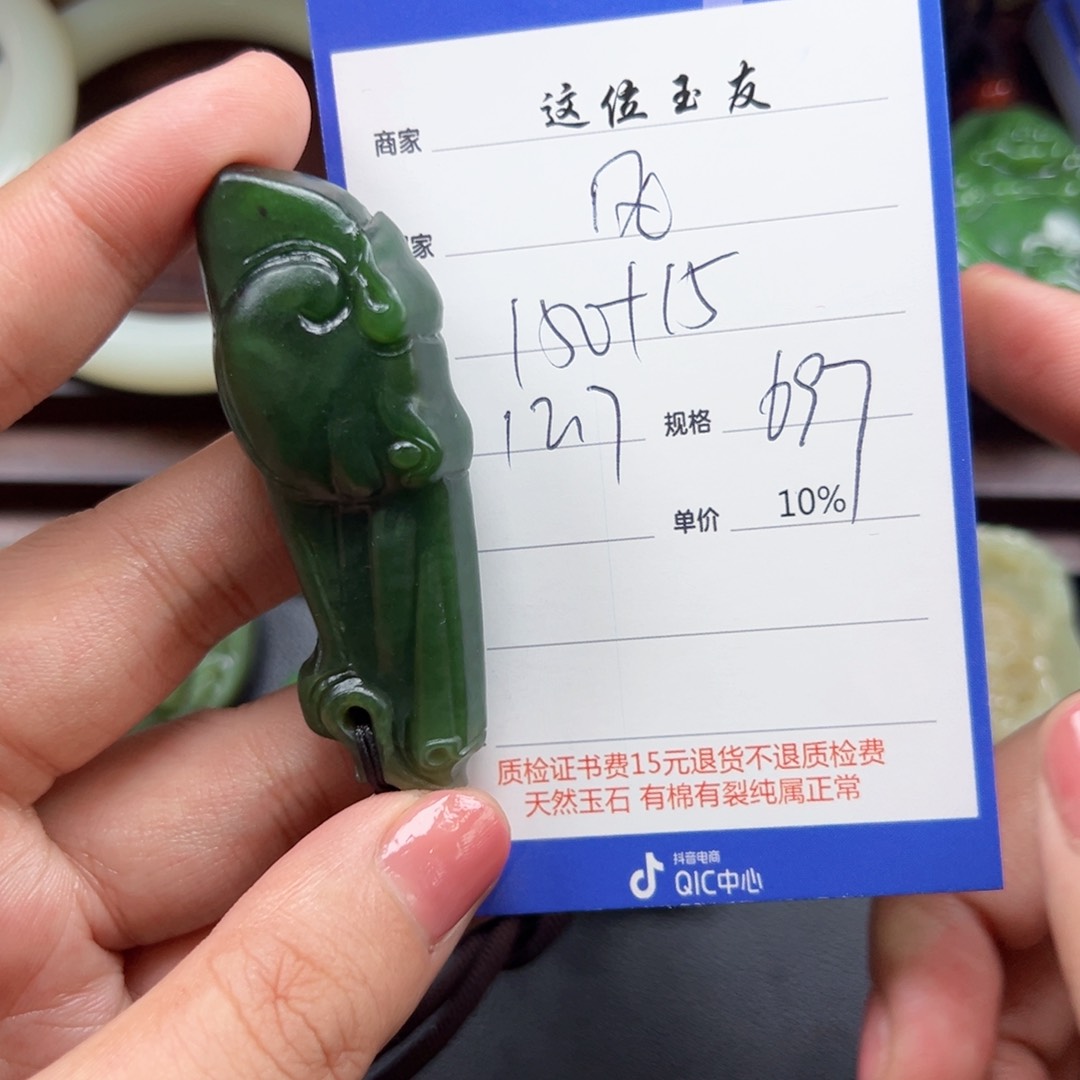 商家 这位玉友
家
150+15
127 规格 697
单价 10%
质检证书费15元退货不退质检费
天然玉石 有棉有裂纯属正常
抖音电商
QIC中心